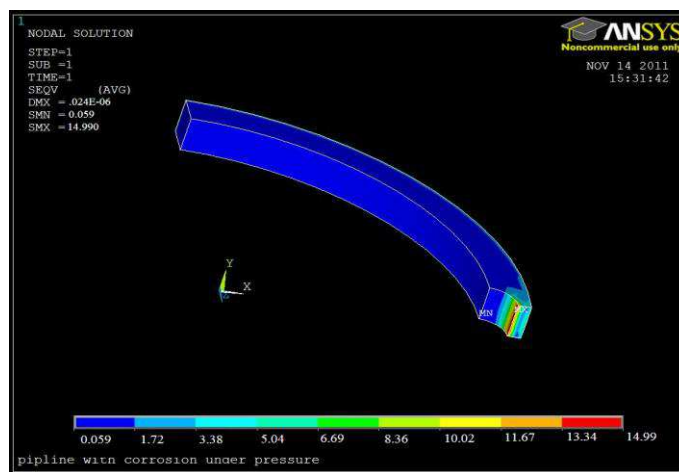 1
NODAL SOLUTION
STEP=1
SUB =1
TIME=1
SEQV (AVG)
DMX = .024E-06
SMN = 0.059
SMX = 14.990
ANSYS
Noncommercial use only
NOV 14 2011
15:31:42
Y
X
Z
MN
MX
0.059 1.72 3.38 5.04 6.69 8.36 10.02 11.67 13.34 14.99
pipline with corrosion under pressure